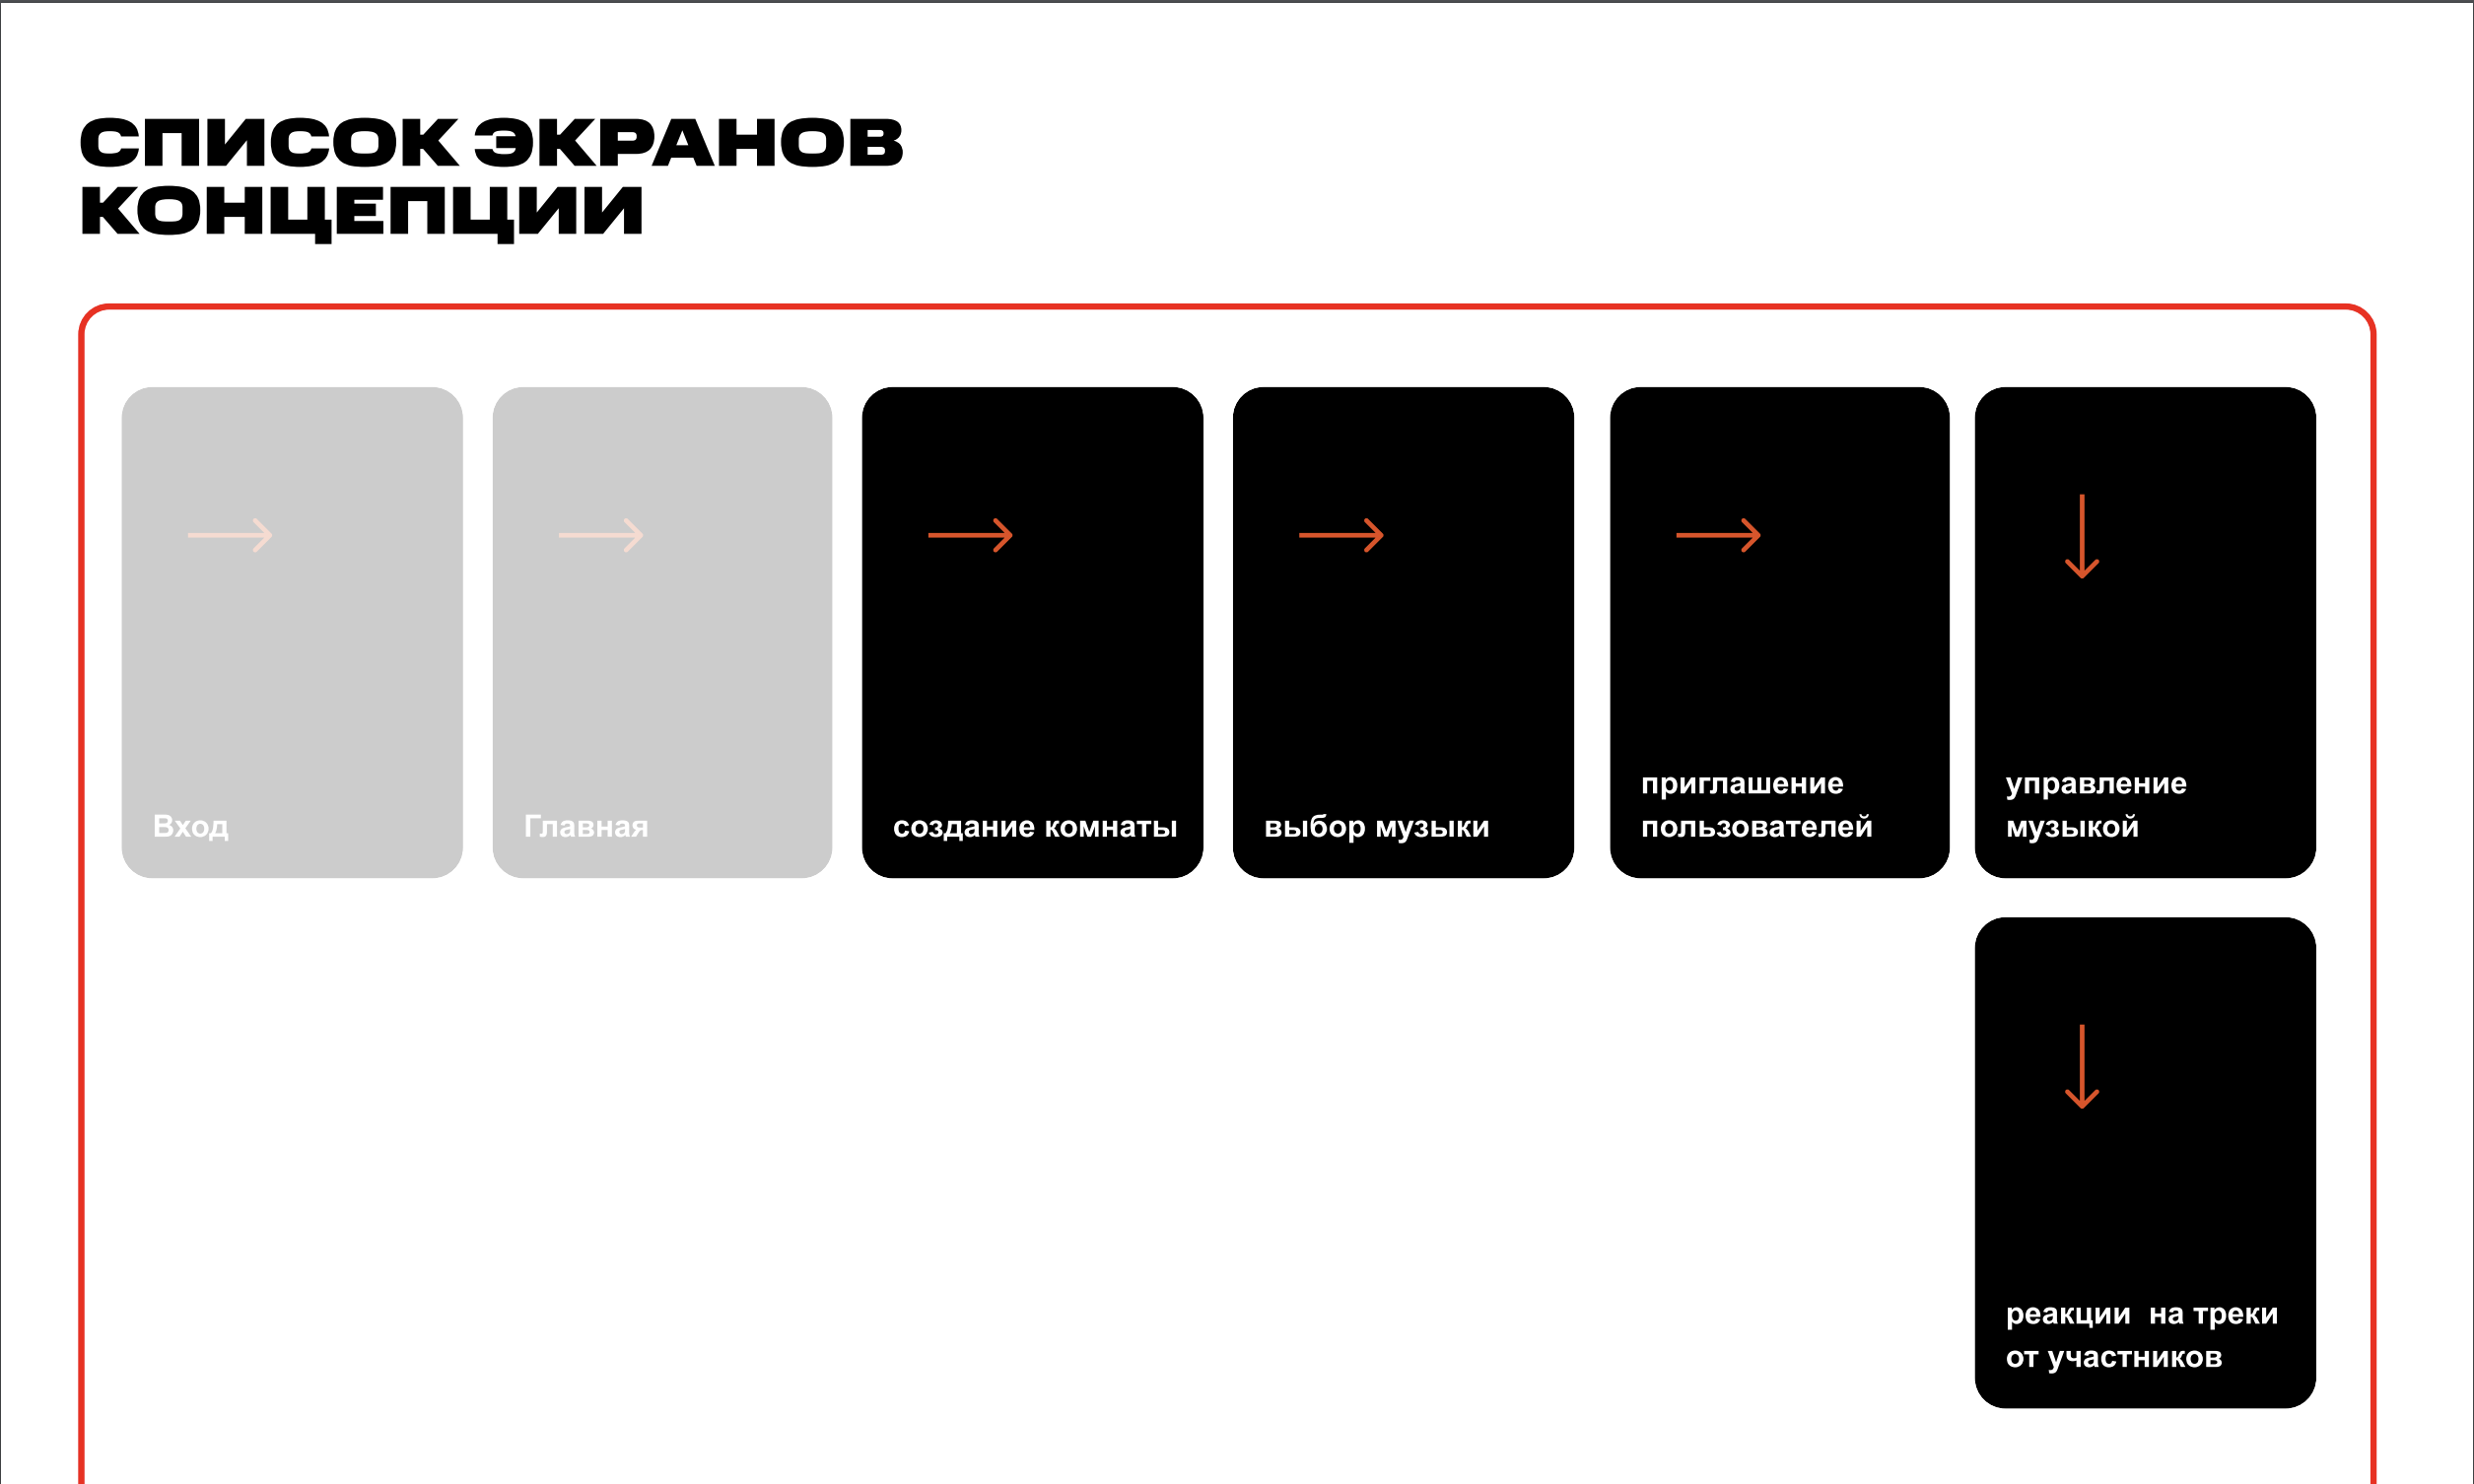 СПИСОК ЭКРАНОВ
КОНЦЕПЦИИ
Вход
Главная
создание комнаты
выбор музыки
приглашение
пользователей
управление
музыкой
реакции на треки
от участников